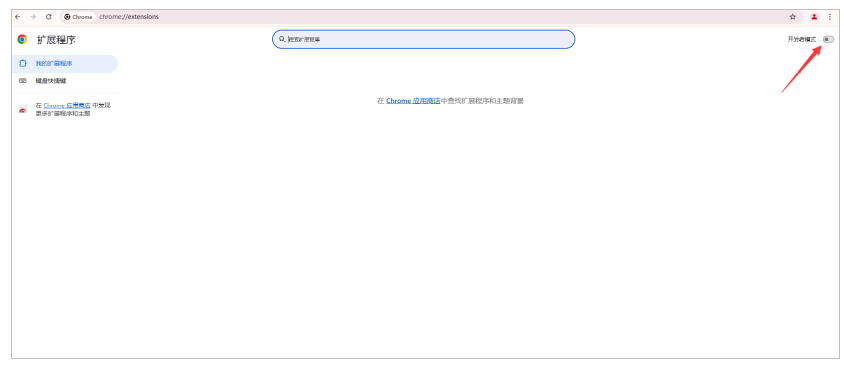 Chrome chrome://extensions
扩展程序
搜索扩展程序
开发者模式
我的扩展程序
键盘快捷键
在 Chrome 应用商店 中发现
更多扩展程序和主题
在 Chrome 应用商店中查找扩展程序和主题背景